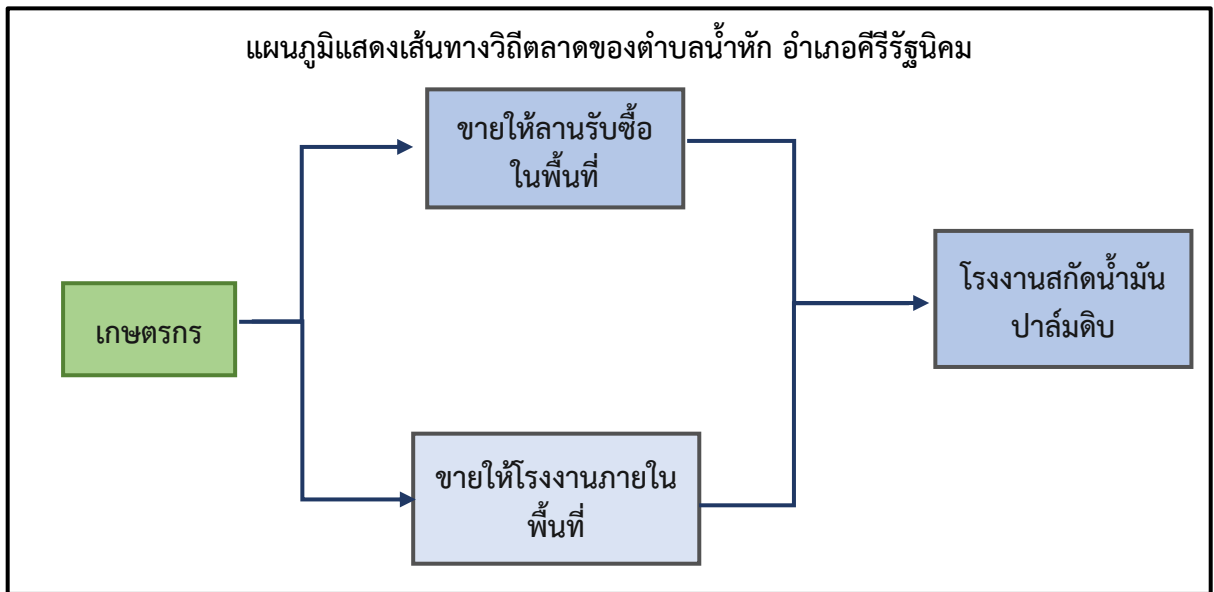 แผนภูมิแสดงเส้นทางวิถีตลาดของตำบลน้ำหัก อำเภอคีรีรัฐนิคม
ขายให้ลานรับซื้อ
ในพื้นที่
โรงงานสกัดน้ำมัน
ปาล์มดิบ
เกษตรกร
ขายให้โรงงานภายใน
พื้นที่